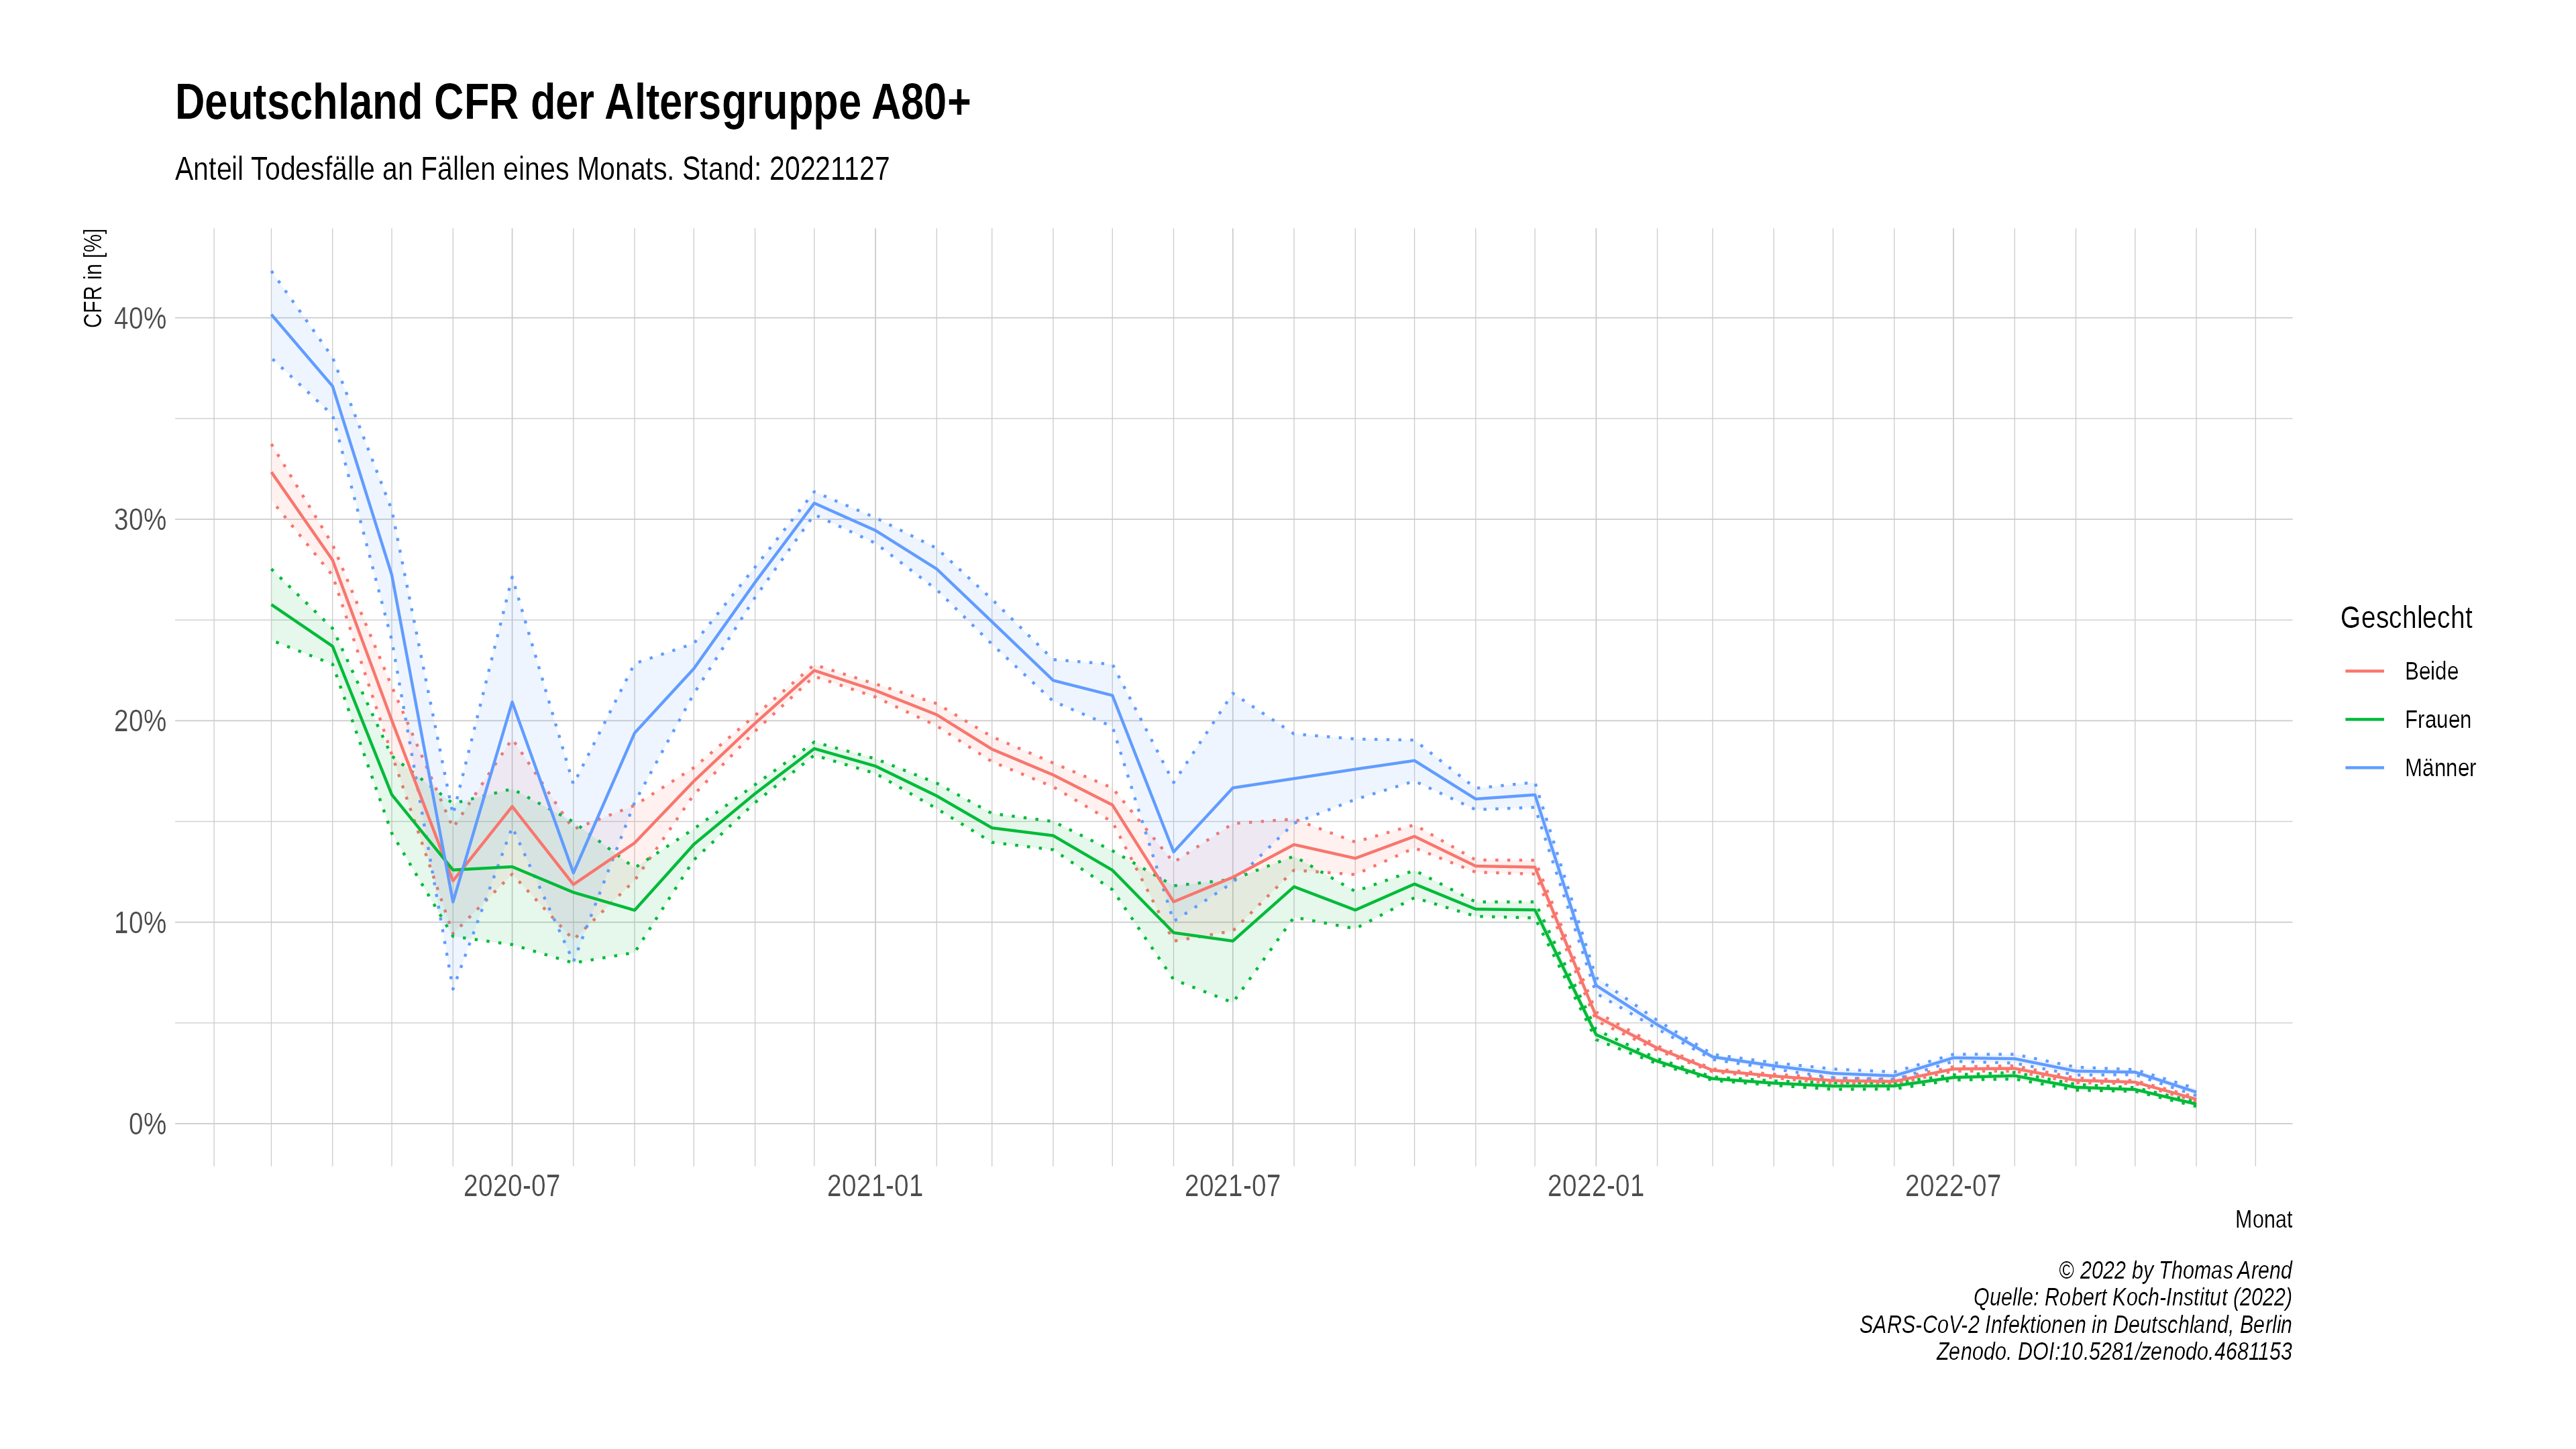 Deutschland CFR der Altersgruppe A80+
Anteil Todesfälle an Fällen eines Monats. Stand: 20221127
CFR in [%]
40%
30%
20%
10%
0%
2020-07
2021-01
2021-07
2022-01
2022-07
Monat
Geschlecht
Beide
Frauen
Männer
© 2022 by Thomas Arend
Quelle: Robert Koch-Institut (2022)
SARS-CoV-2 Infektionen in Deutschland, Berlin
Zenodo. DOI:10.5281/zenodo.4681153